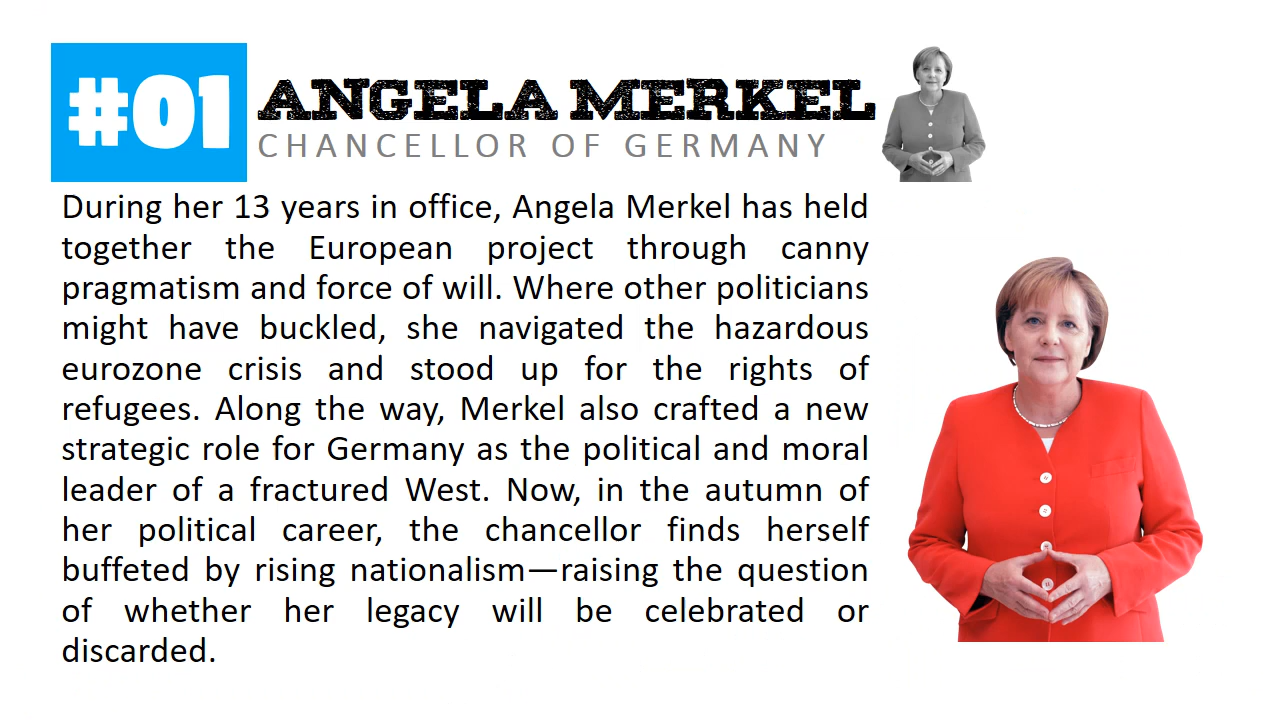 #01
ANGELA MERKEL
CHANCELLOR OF GERMANY
During her 13 years in office, Angela Merkel has held
together the European project through canny
pragmatism and force of will. Where other politicians
might have buckled, she navigated the hazardous
eurozone crisis and stood up for the rights of
refugees. Along the way, Merkel also crafted a new
strategic role for Germany as the political and moral
leader of a fractured West. Now, in the autumn of
her political career, the chancellor finds herself
buffeted by rising nationalism—raising the question
of whether her legacy will be celebrated or
discarded.